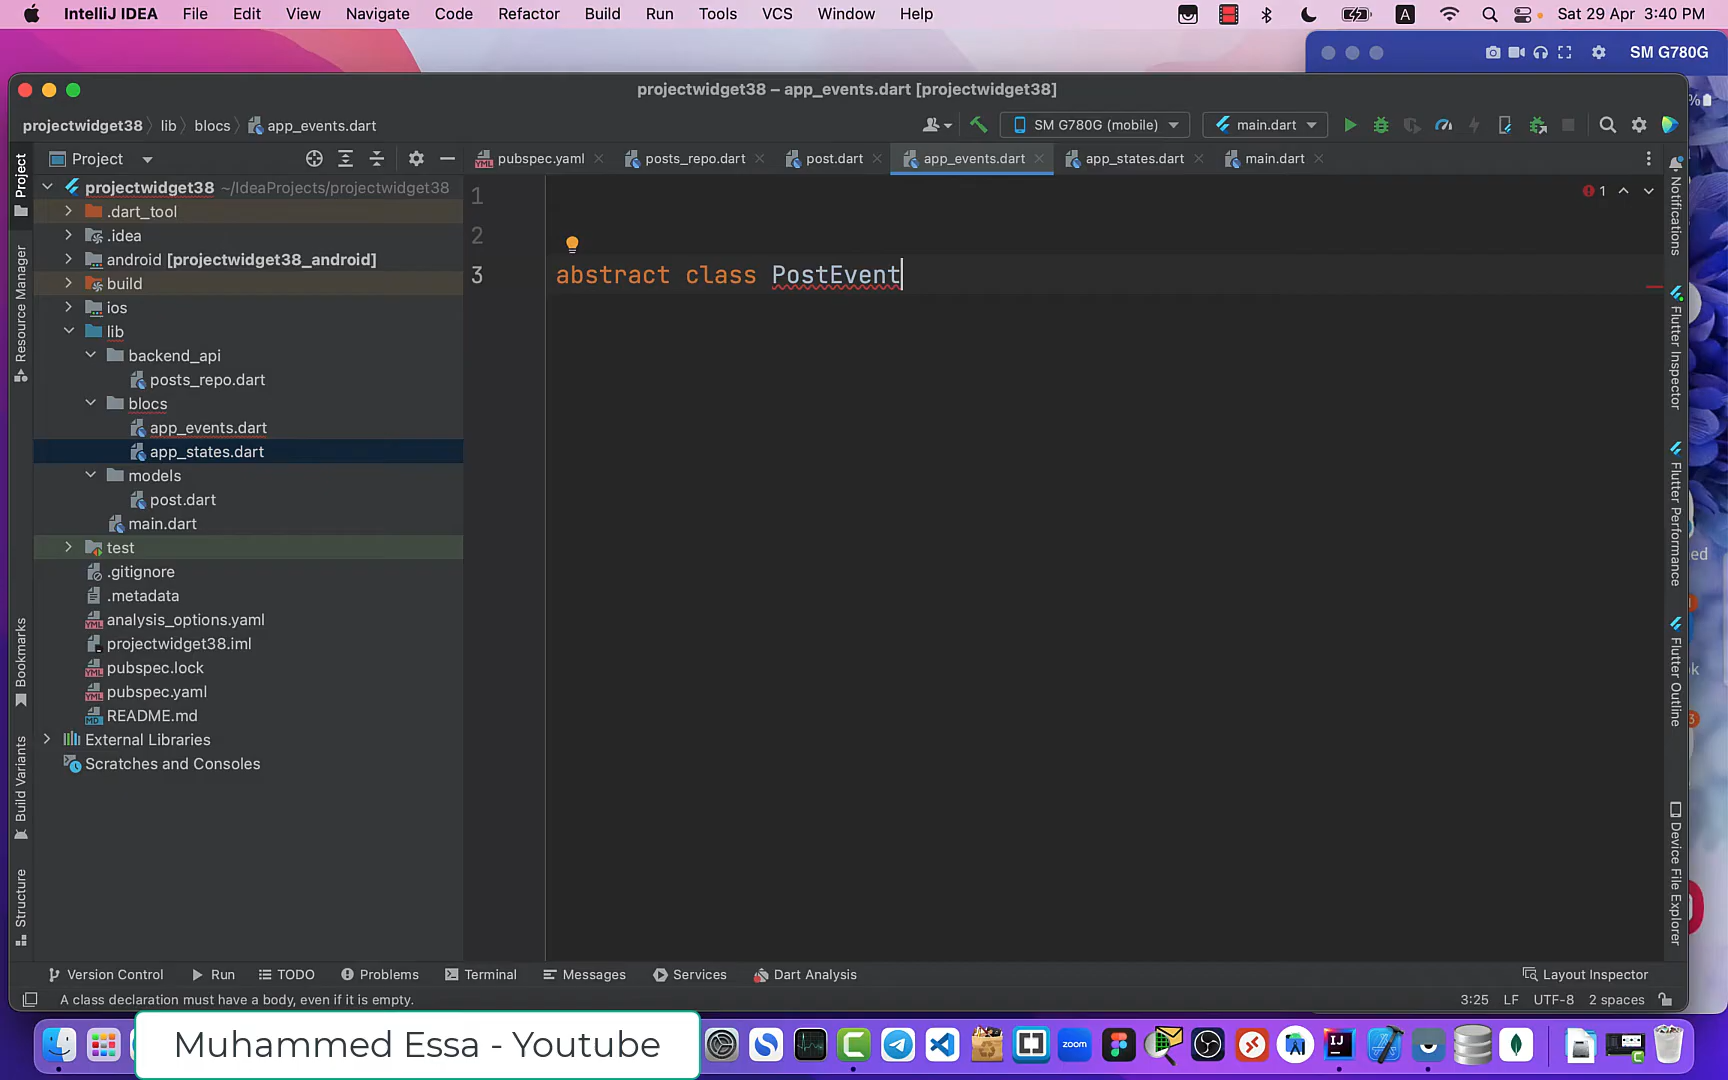 IntelliJ IDEA File Edit View Navigate Code Refactor Build Run Tools VCS Window Help
A Sat 29 Apr 3:40 PM
SM G780G
projectwidget38 – app_events.dart [projectwidget38]
projectwidget38 lib blocs app_events.dart
SM G780G (mobile) main.dart
Project
pubspec.yaml posts_repo.dart post.dart app_events.dart app_states.dart main.dart
projectwidget38 ~/IdeaProjects/projectwidget38
.dart_tool
.idea
android [projectwidget38_android]
build
ios
lib
backend_api
posts_repo.dart
blocs
app_events.dart
app_states.dart
models
post.dart
main.dart
test
.gitignore
.metadata
analysis_options.yaml
projectwidget38.iml
pubspec.lock
pubspec.yaml
README.md
External Libraries
Scratches and Consoles
Project
Resource Manager
Bookmarks
Build Variants
Structure
1
2
3 abstract class PostEvent
1
Notifications
Flutter Inspector
Flutter Performance
Flutter Outline
Device File Explorer
ed
k
3
Version Control Run TODO Problems Terminal Messages Services Dart Analysis Layout Inspector
A class declaration must have a body, even if it is empty. 3:25 LF UTF-8 2 spaces
Muhammed Essa - Youtube
zoom
IJ